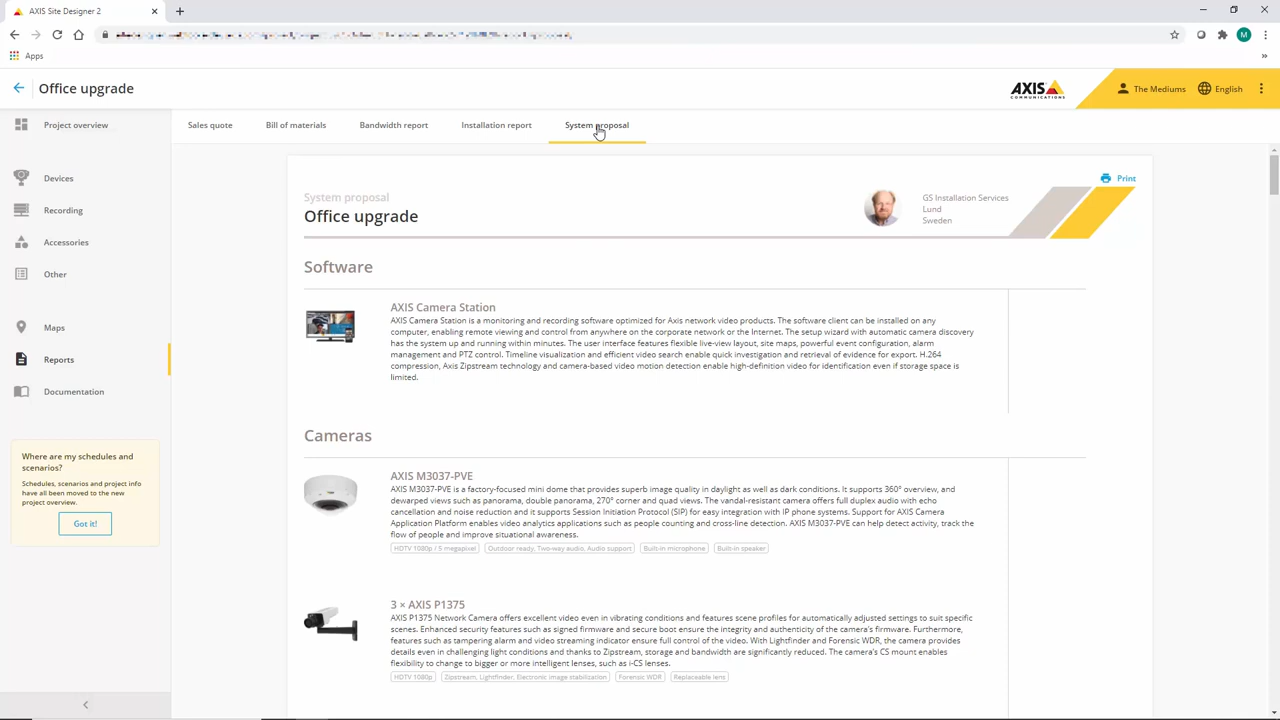 AXIS Site Designer 2
Apps
Office upgrade
AXIS
COMMUNICATIONS
The Mediums
English
Project overview
Devices
Recording
Accessories
Other
Maps
Reports
Documentation
Where are my schedules and
scenarios?
Schedules, scenarios and project info
have all been moved to the new
project overview.
Got it!
Sales quote
Bill of materials
Bandwidth report
Installation report
System proposal
Print
System proposal
Office upgrade
GS Installation Services
Lund
Sweden
Software
AXIS Camera Station
AXIS Camera Station is a monitoring and recording software optimized for Axis network video products. The software client can be installed on any
computer, enabling remote viewing and control from anywhere on the corporate network or the Internet. The setup wizard with automatic camera discovery
has the system up and running within minutes. The user interface features flexible live-view layout, site maps, powerful event configuration, alarm
management and PTZ control. Timeline visualization and efficient video search enable quick investigation and retrieval of evidence for export. H.264
compression, Axis Zipstream technology and camera-based video motion detection enable high-definition video for identification even if storage space is
limited.
Cameras
AXIS M3037-PVE
AXIS M3037-PVE is a factory-focused mini dome that provides superb image quality in daylight as well as dark conditions. It supports 360° overview, and
dewarped views such as panorama, double panorama, 270° corner and quad views. The vandal-resistant camera offers full duplex audio with echo
cancellation and noise reduction and it supports Session Initiation Protocol (SIP) for easy integration with IP phone systems. Support for AXIS Camera
Application Platform enables video analytics applications such as people counting and cross-line detection. AXIS M3037-PVE can help detect activity, track the
flow of people and improve situational awareness.
HDTV 1080p / 5 megapixel
Outdoor ready, Two-way audio, Audio support
Built-in microphone
Built-in speaker
3 × AXIS P1375
AXIS P1375 Network Camera offers excellent video even in vibrating conditions and features scene profiles for automatically adjusted settings to suit specific
scenes. Enhanced security features such as signed firmware and secure boot ensure the integrity and authenticity of the camera's firmware. Furthermore,
features such as tampering alarm and video streaming indicator ensure full control of the video. With Lightfinder and Forensic WDR, the camera provides
details even in challenging light conditions and thanks to Zipstream, storage and bandwidth are significantly reduced. The camera's CS mount enables
flexibility to change to bigger or more intelligent lenses, such as i-CS lenses.
HDTV 1080p
Zipstream, Lightfinder, Electronic image stabilization
Forensic WDR
Replaceable lens